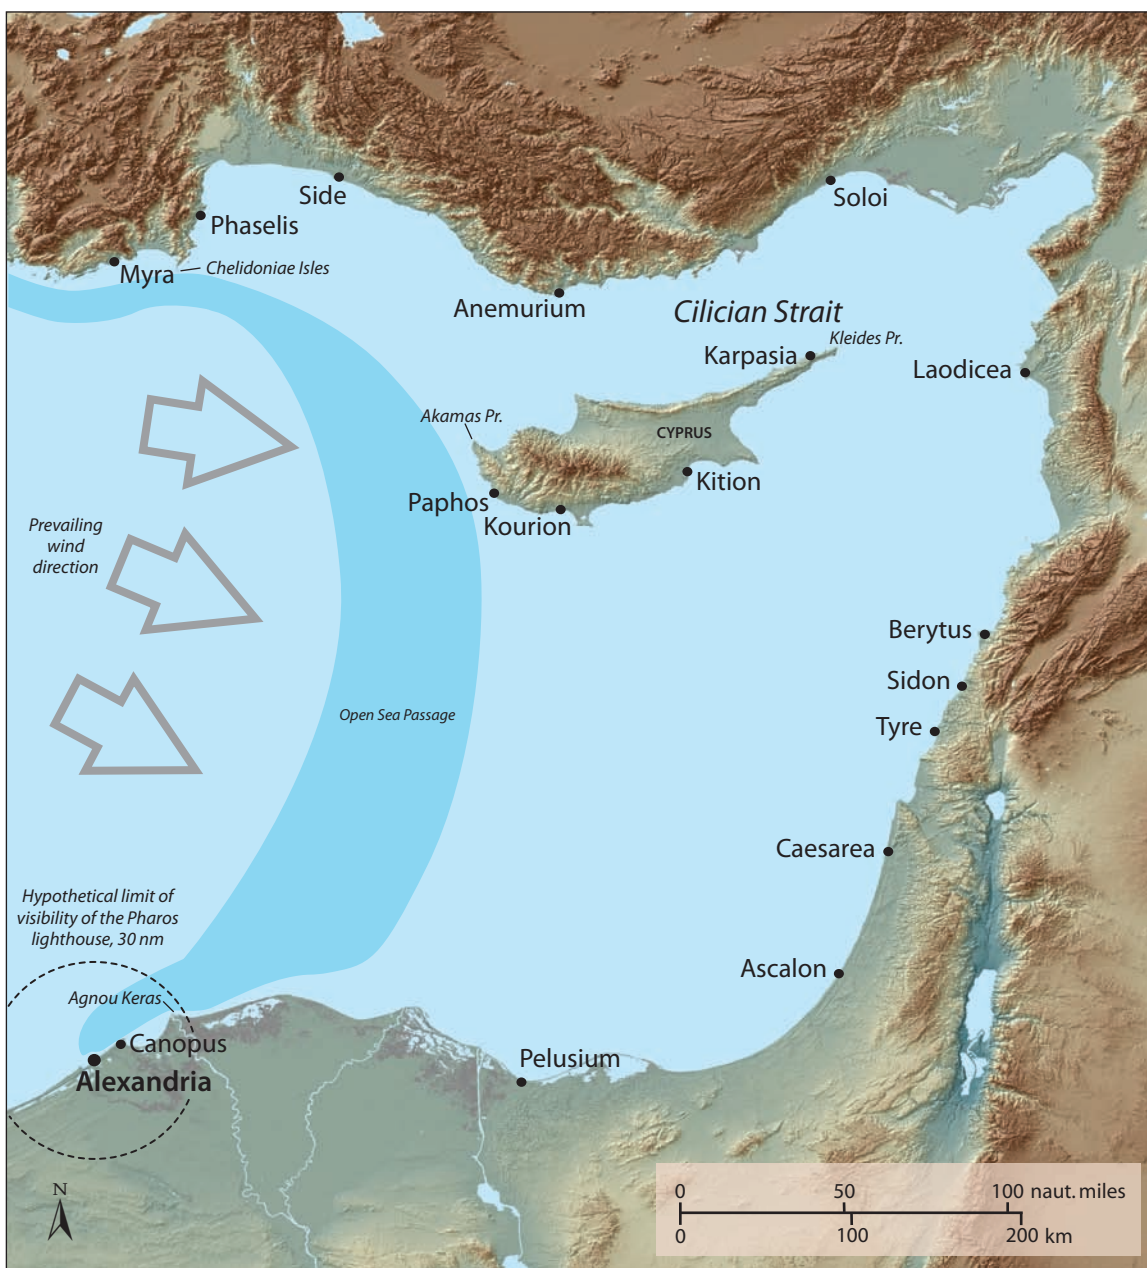 Side
Soloi
Phaselis
Myra
Chelidoniae Isles
Anemurium
Cilician Strait
Kleides Pr.
Karpasia
Laodicea
Akamas Pr.
CYPRUS
Kition
Paphos
Kourion
Prevailing
wind
direction
Berytus
Sidon
Open Sea Passage
Tyre
Caesarea
Hypothetical limit of
visibility of the Pharos
lighthouse, 30 nm
Ascalon
Agnou Keras
Canopus
Alexandria
Pelusium
N
0 50 100 naut. miles
0 100 200 km